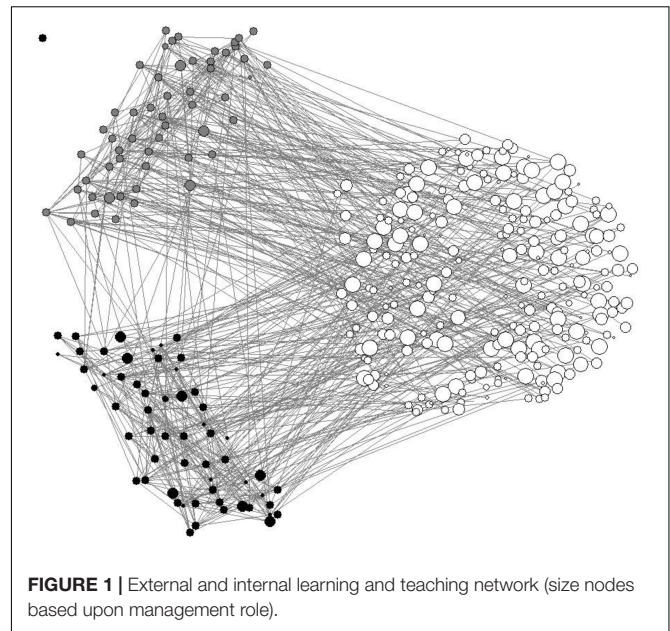 FIGURE 1 | External and internal learning and teaching network (size nodes
based upon management role).